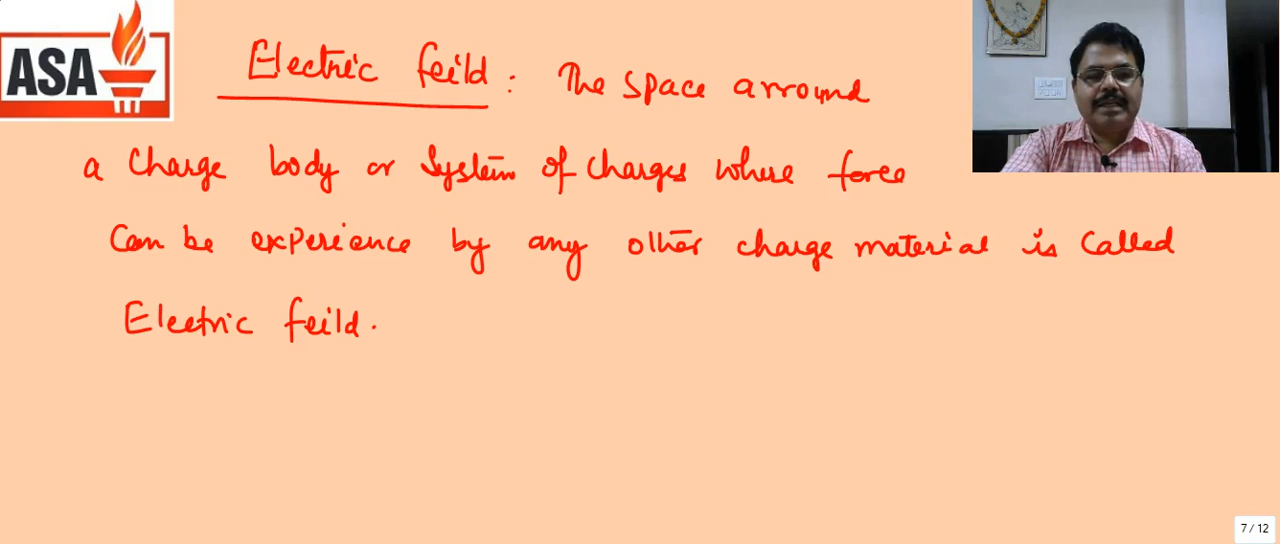 ASA
Electric feild : The space arround
a charge body or system of charges where force
Can be experience by any other charge material is called
Electric feild.
7 / 12